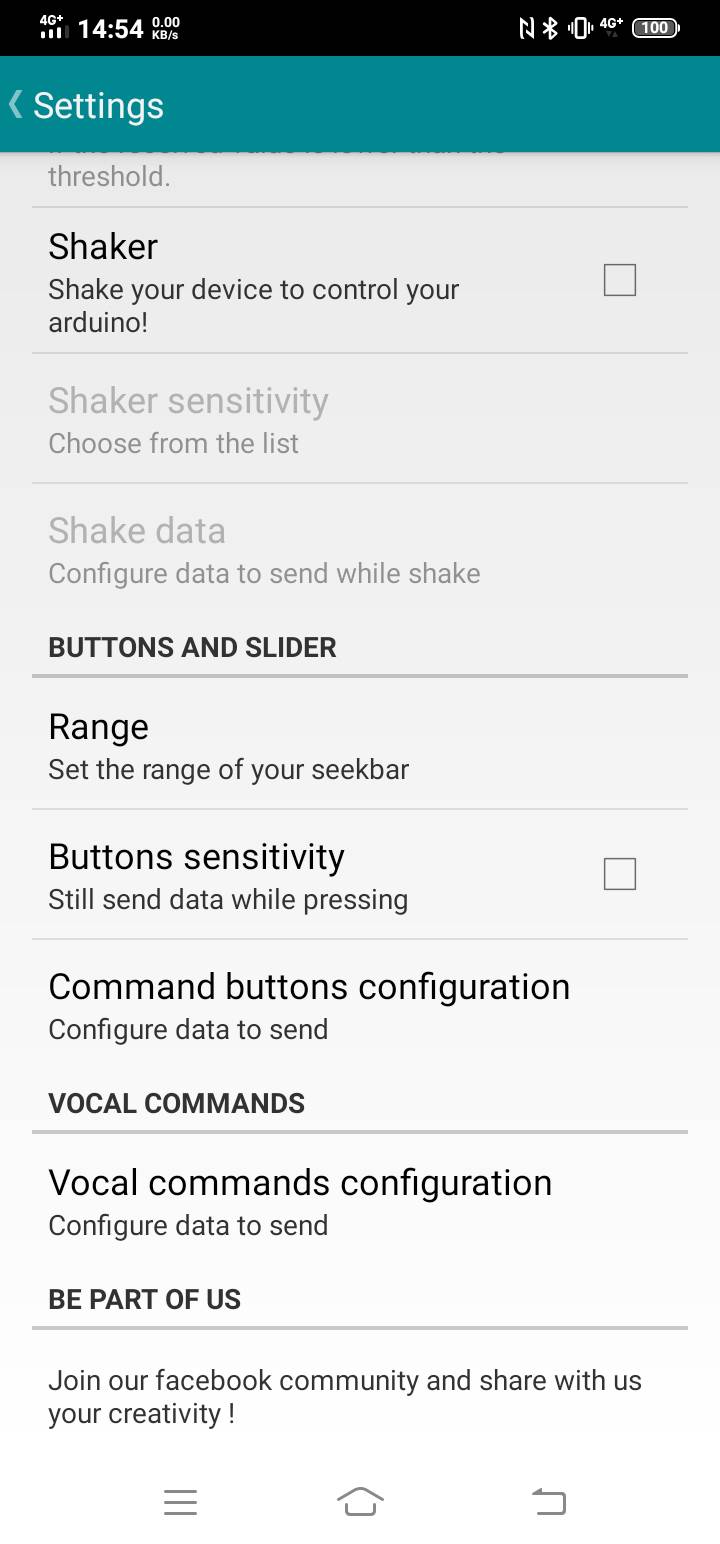 4G+ 14:54 0.00 KB/s 4G+ 100
Settings
threshold.
Shaker
Shake your device to control your
arduino!
Shaker sensitivity
Choose from the list
Shake data
Configure data to send while shake
BUTTONS AND SLIDER
Range
Set the range of your seekbar
Buttons sensitivity
Still send data while pressing
Command buttons configuration
Configure data to send
VOCAL COMMANDS
Vocal commands configuration
Configure data to send
BE PART OF US
Join our facebook community and share with us
your creativity !